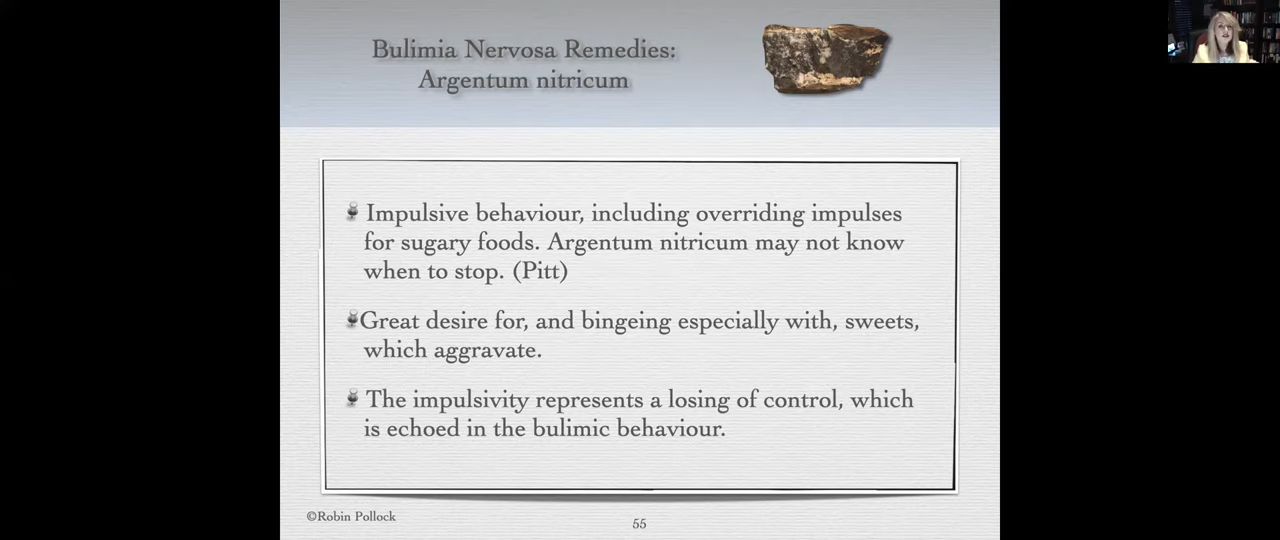 Bulimia Nervosa Remedies:
Argentum nitricum
Impulsive behaviour, including overriding impulses
for sugary foods. Argentum nitricum may not know
when to stop. (Pitt)
Great desire for, and bingeing especially with, sweets,
which aggravate.
The impulsivity represents a losing of control, which
is echoed in the bulimic behaviour.
©Robin Pollock
55